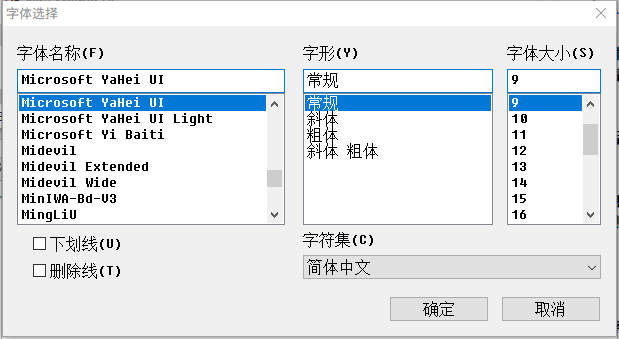 字体选择
字体名称(F)
字形(Y)
字体大小(S)
Microsoft YaHei UI
常规
9
Microsoft YaHei UI
Microsoft YaHei UI Light
Microsoft Yi Baiti
Midevil
Midevil Extended
Midevil Wide
MinIWA-Bd-V3
MingLiU
常规
斜体
粗体
斜体 粗体
9
10
11
12
13
14
15
16
下划线(U)
删除线(T)
字符集(C)
简体中文
确定
取消